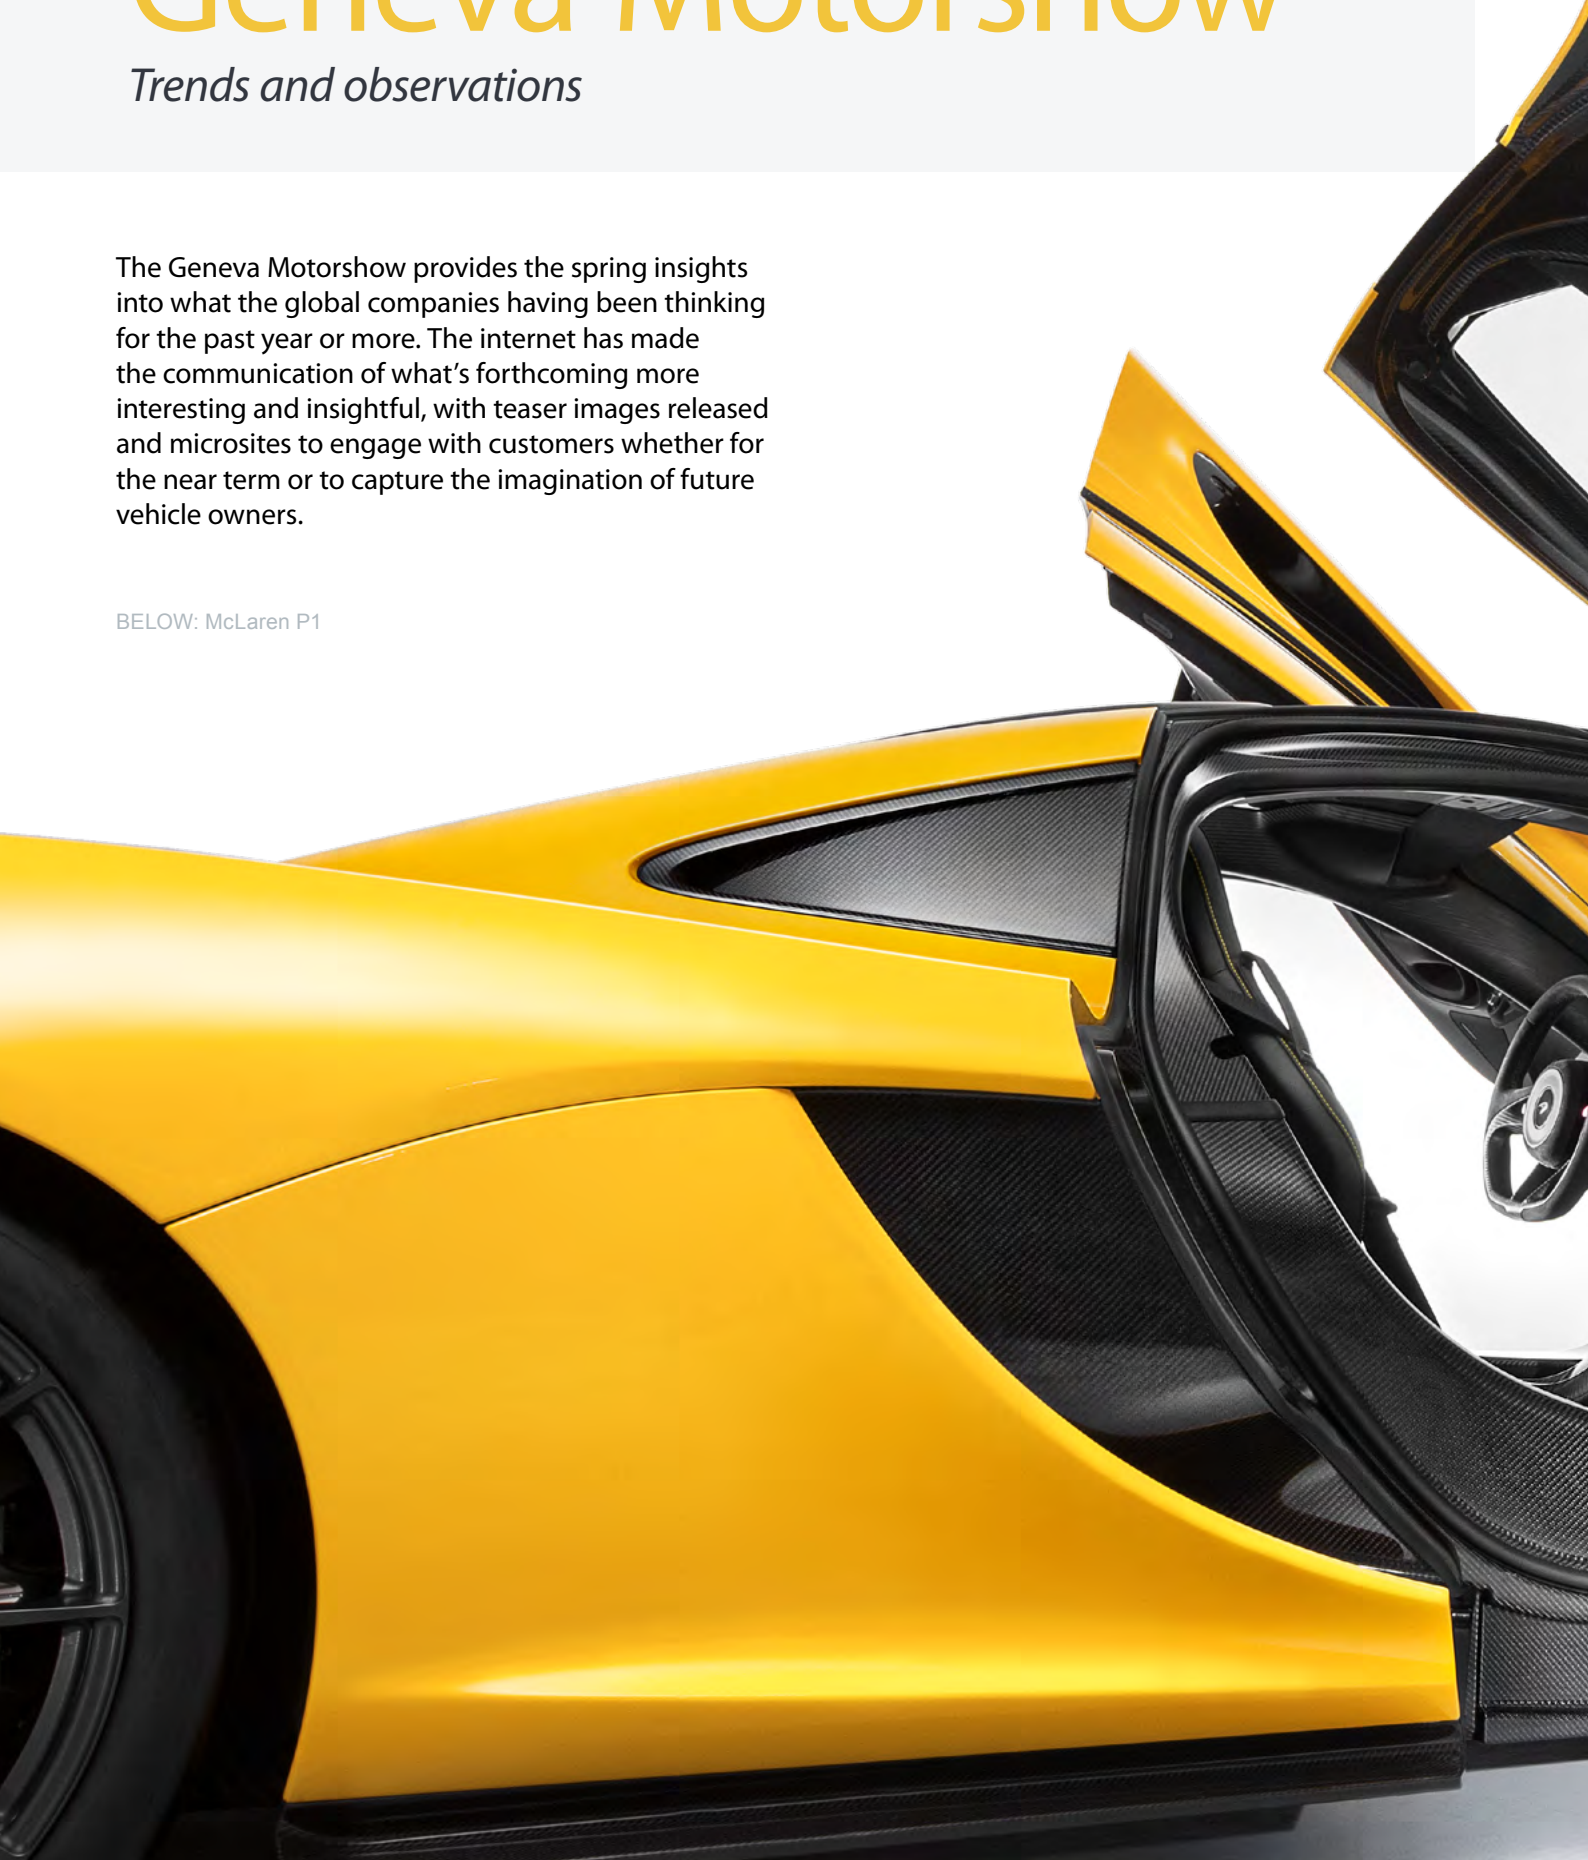 Geneva Motorshow
Trends and observations
The Geneva Motorshow provides the spring insights
into what the global companies having been thinking
for the past year or more. The internet has made
the communication of what’s forthcoming more
interesting and insightful, with teaser images released
and microsites to engage with customers whether for
the near term or to capture the imagination of future
vehicle owners.
BELOW: McLaren P1